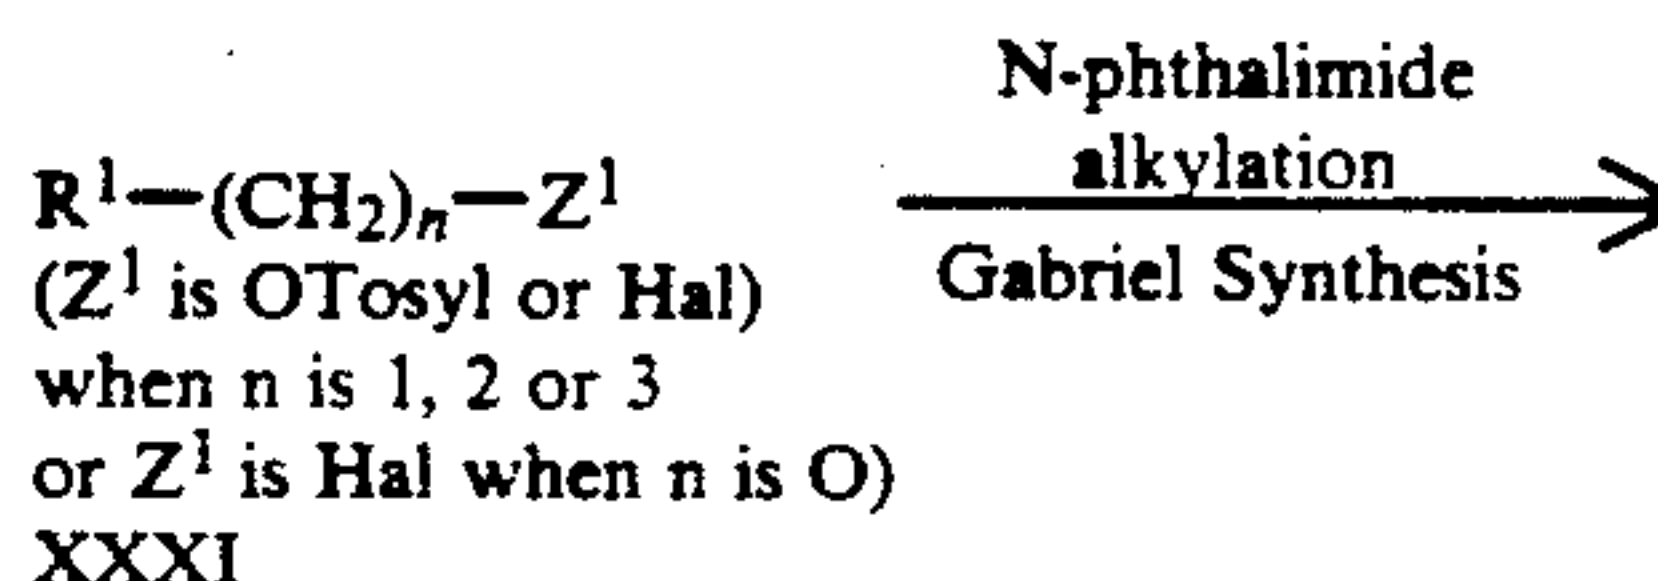 N-phthalimide
alkylation
R¹—(CH₂)ₙ—Z¹
Gabriel Synthesis
(Z¹ is OTosyl or Hal)
when n is 1, 2 or 3
or Z¹ is Hal when n is O)
XXXI